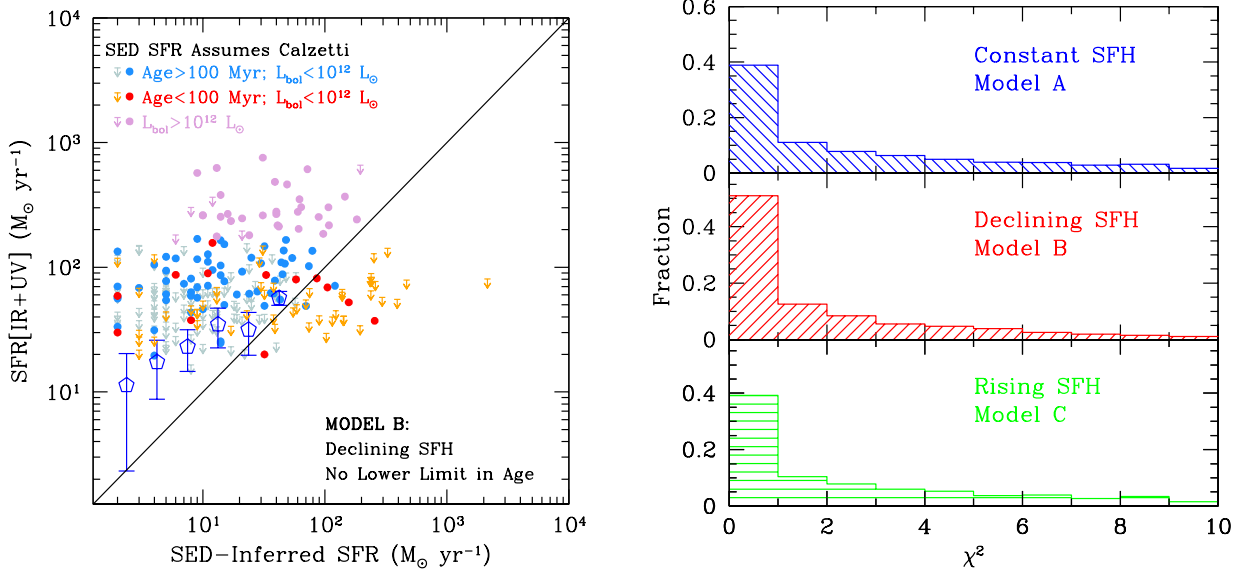 SED SFR Assumes Calzetti
Age>100 Myr; L_bol<10^12 L_⊙
Age<100 Myr; L_bol<10^12 L_⊙
L_bol>10^12 L_⊙
MODEL B:
Declining SFH
No Lower Limit in Age
10^4
10^3
10^2
10^1
SFR[IR+UV] (M_⊙ yr^−1)
10^1 10^2 10^3 10^4
SED−Inferred SFR (M_⊙ yr^−1)
0.6
0.4
0.2
0
Constant SFH
Model A
0.4
0.2
0
Declining SFH
Model B
0.4
0.2
0
Rising SFH
Model C
Fraction
0 2 4 6 8 10
χ^2